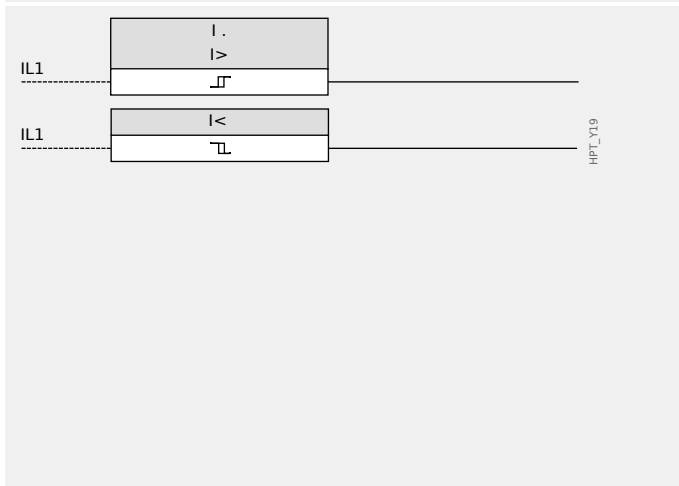 I .
I>
IL1
I<
IL1
HPT_Y19